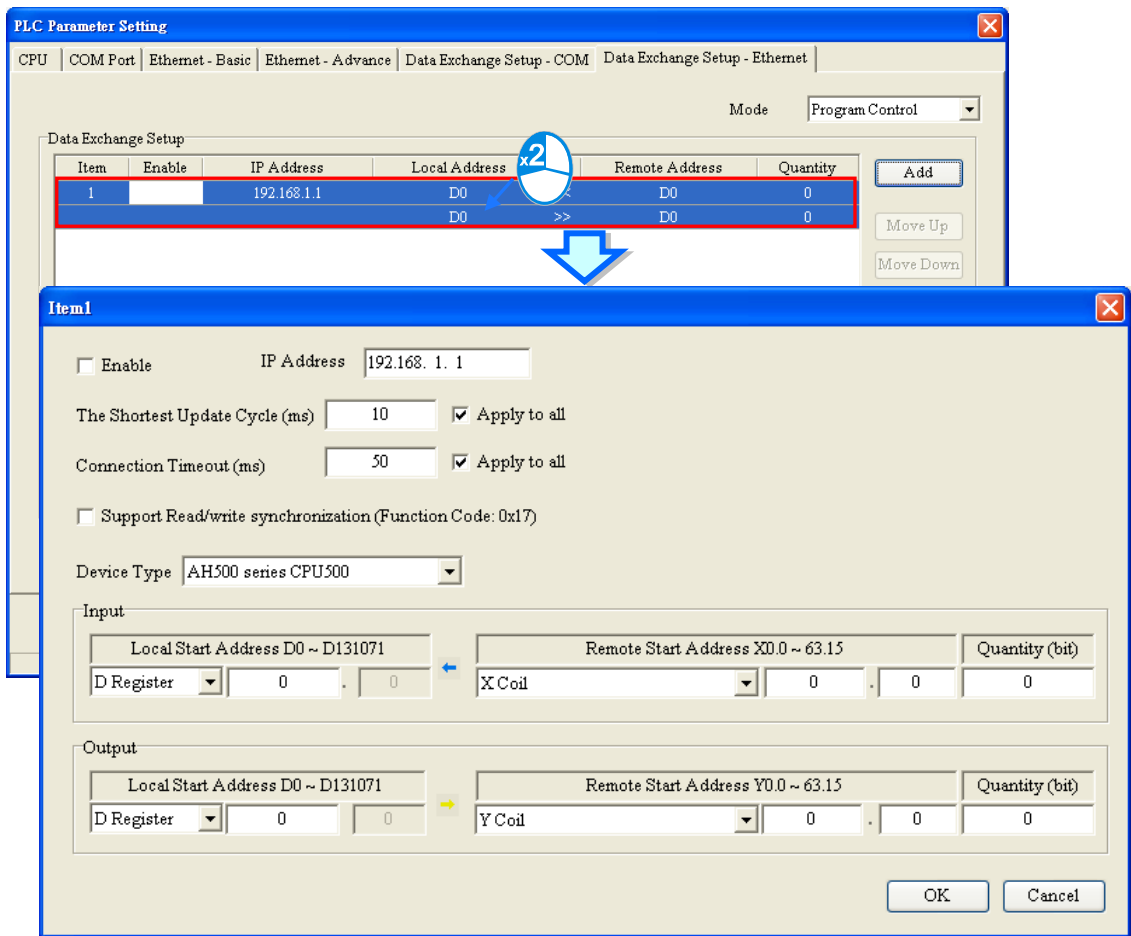 PLC Parameter Setting
CPU COM Port Ethernet - Basic Ethernet - Advance Data Exchange Setup - COM Data Exchange Setup - Ethernet
Mode Program Control
Data Exchange Setup
Item Enable IP Address Local Address Remote Address Quantity
1 192.168.1.1 D0 D0 0
D0 >> D0 0
x2
Add
Move Up
Move Down
Item1
Enable IP Address 192.168. 1. 1
The Shortest Update Cycle (ms) 10 Apply to all
Connection Timeout (ms) 50 Apply to all
Support Read/write synchronization (Function Code: 0x17)
Device Type AH500 series CPU500
Input
Local Start Address D0 ~ D131071 Remote Start Address X0.0 ~ 63.15 Quantity (bit)
D Register 0 . 0 X Coil 0 . 0 0
Output
Local Start Address D0 ~ D131071 Remote Start Address Y0.0 ~ 63.15 Quantity (bit)
D Register 0 0 Y Coil 0 . 0 0
OK Cancel